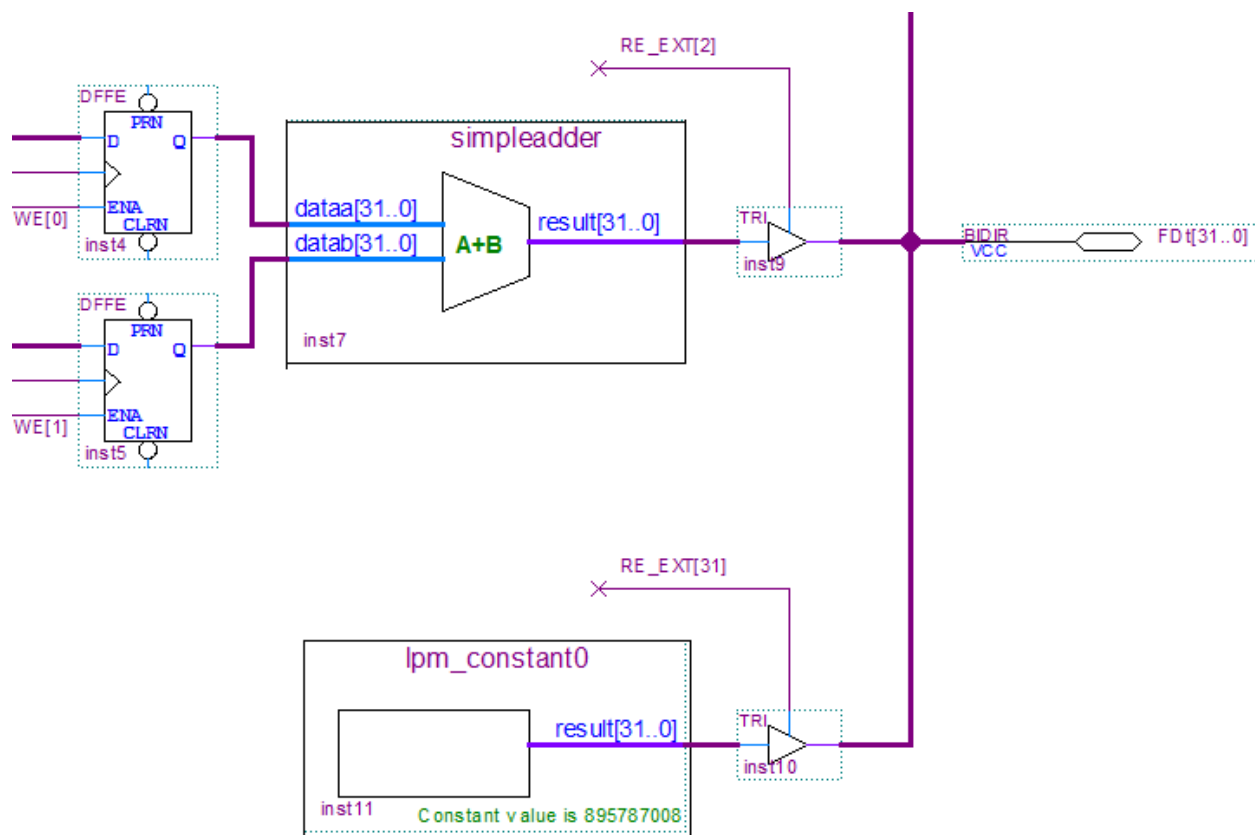 RE_EXT[2]
DFFE
PRN
D Q
ENA
CLRN
WE[0]
inst4
simpleadder
dataa[31..0]
datab[31..0]
A+B
result[31..0]
inst7
TRI
inst9
BIDIR
VCC
FDt[31..0]
DFFE
PRN
D Q
ENA
CLRN
WE[1]
inst5
RE_EXT[31]
lpm_constant0
result[31..0]
inst11
Constant value is 895787008
TRI
inst10